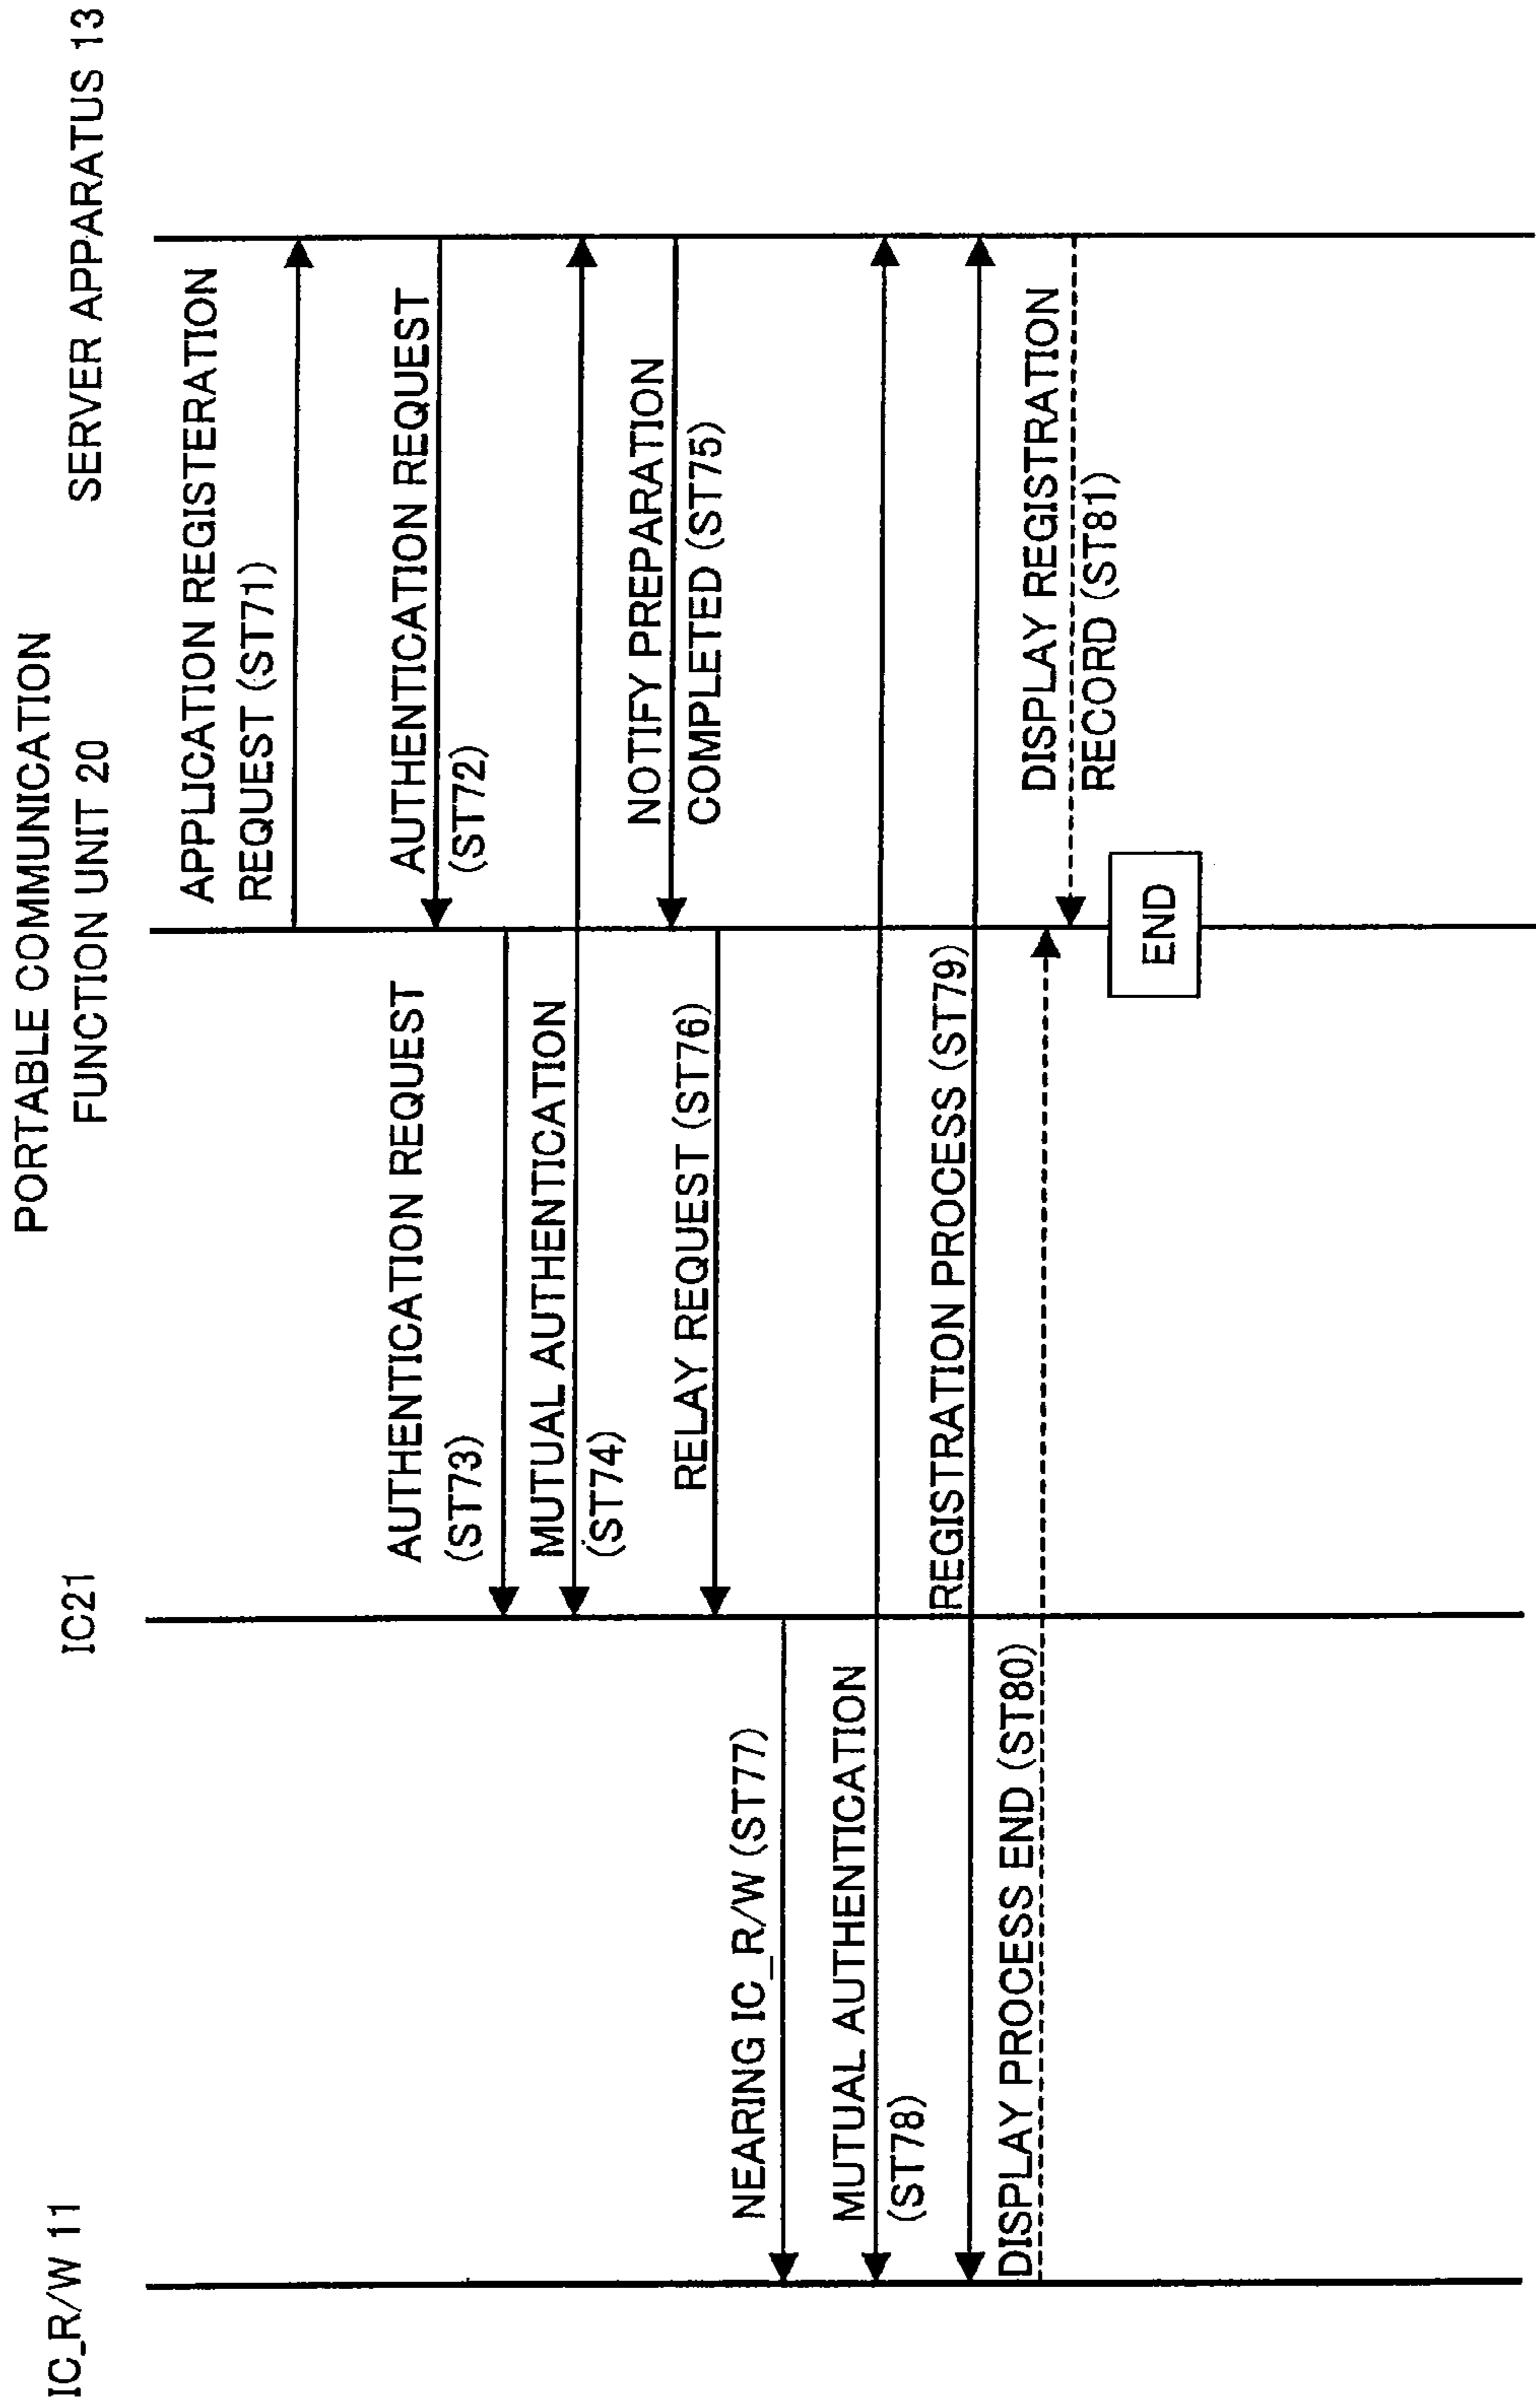 IC_R/W 11
IC21
PORTABLE COMMUNICATION
FUNCTION UNIT 20
SERVER APPARATUS 13
APPLICATION REGISTERATION
REQUEST (ST71)
AUTHENTICATION REQUEST
(ST72)
AUTHENTICATION REQUEST
(ST73)
MUTUAL AUTHENTICATION
(ST74)
NOTIFY PREPARATION
COMPLETED (ST75)
RELAY REQUEST (ST76)
NEARING IC_R/W (ST77)
MUTUAL AUTHENTICATION
(ST78)
REGISTRATION PROCESS (ST79)
DISPLAY PROCESS END (ST80)
DISPLAY REGISTRATION
RECORD (ST81)
END